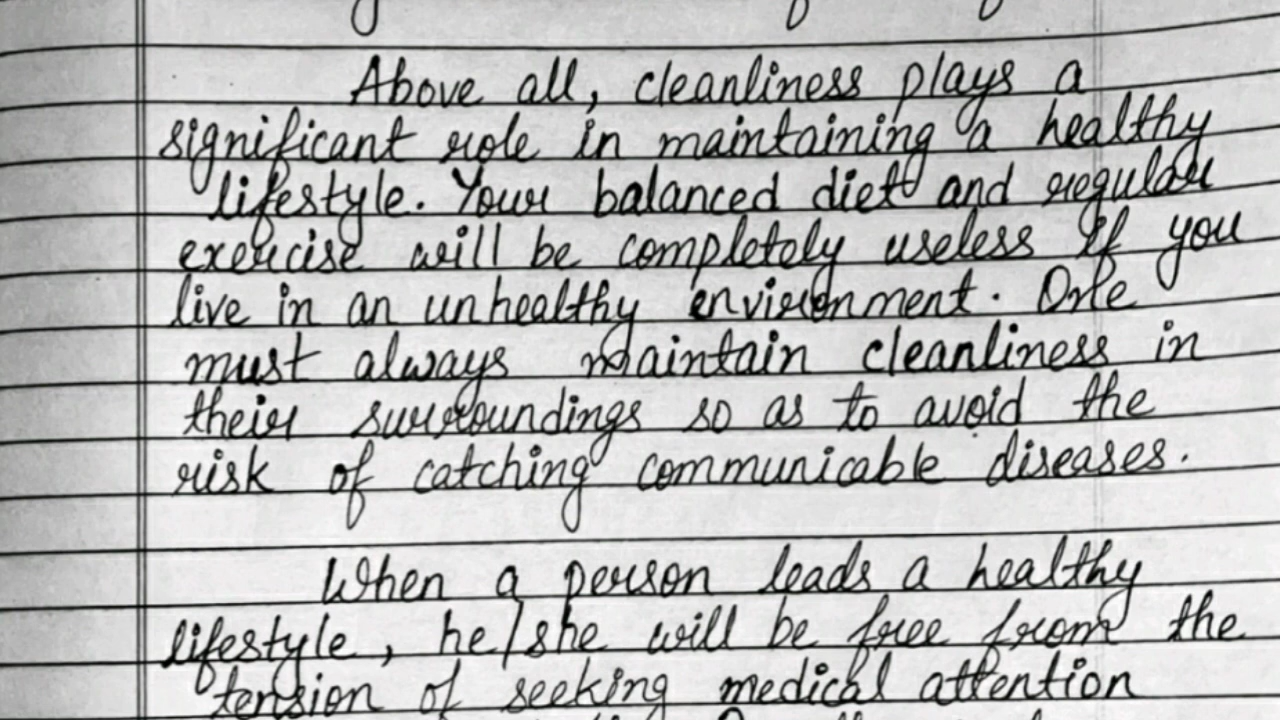 Above all, cleanliness plays a
significant role in maintaining a healthy
lifestyle. Your balanced diet and regular
exercise will be completely useless if you
live in an unhealthy environment. One
must always maintain cleanliness in
their surroundings so as to avoid the
risk of catching communicable diseases.
When a person leads a healthy
lifestyle, he/she will be free from the
tension of seeking medical attention